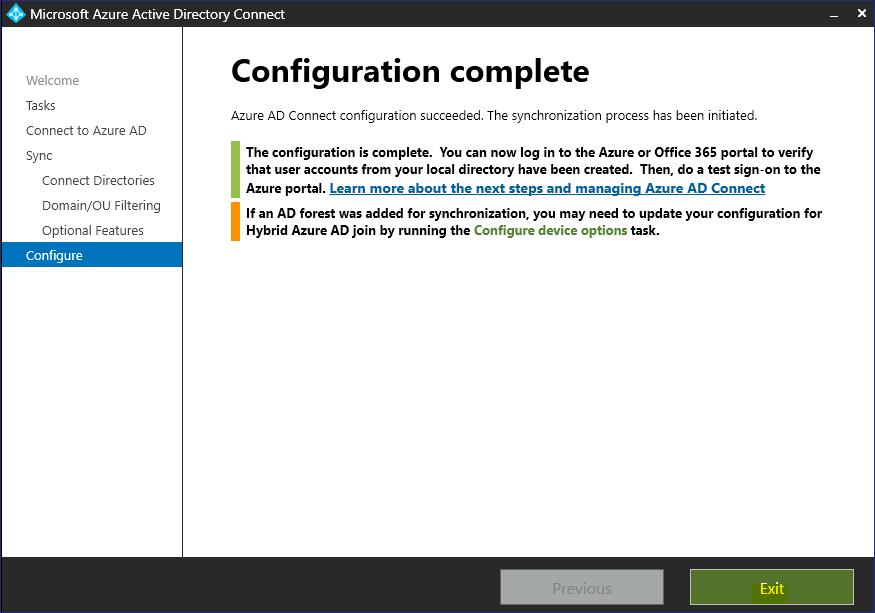 Microsoft Azure Active Directory Connect
Welcome
Tasks
Connect to Azure AD
Sync
Connect Directories
Domain/OU Filtering
Optional Features
Configure
Configuration complete
Azure AD Connect configuration succeeded. The synchronization process has been initiated.
The configuration is complete.  You can now log in to the Azure or Office 365 portal to verify
that user accounts from your local directory have been created.  Then, do a test sign-on to the
Azure portal. Learn more about the next steps and managing Azure AD Connect
If an AD forest was added for synchronization, you may need to update your configuration for
Hybrid Azure AD join by running the Configure device options task.
Previous
Exit